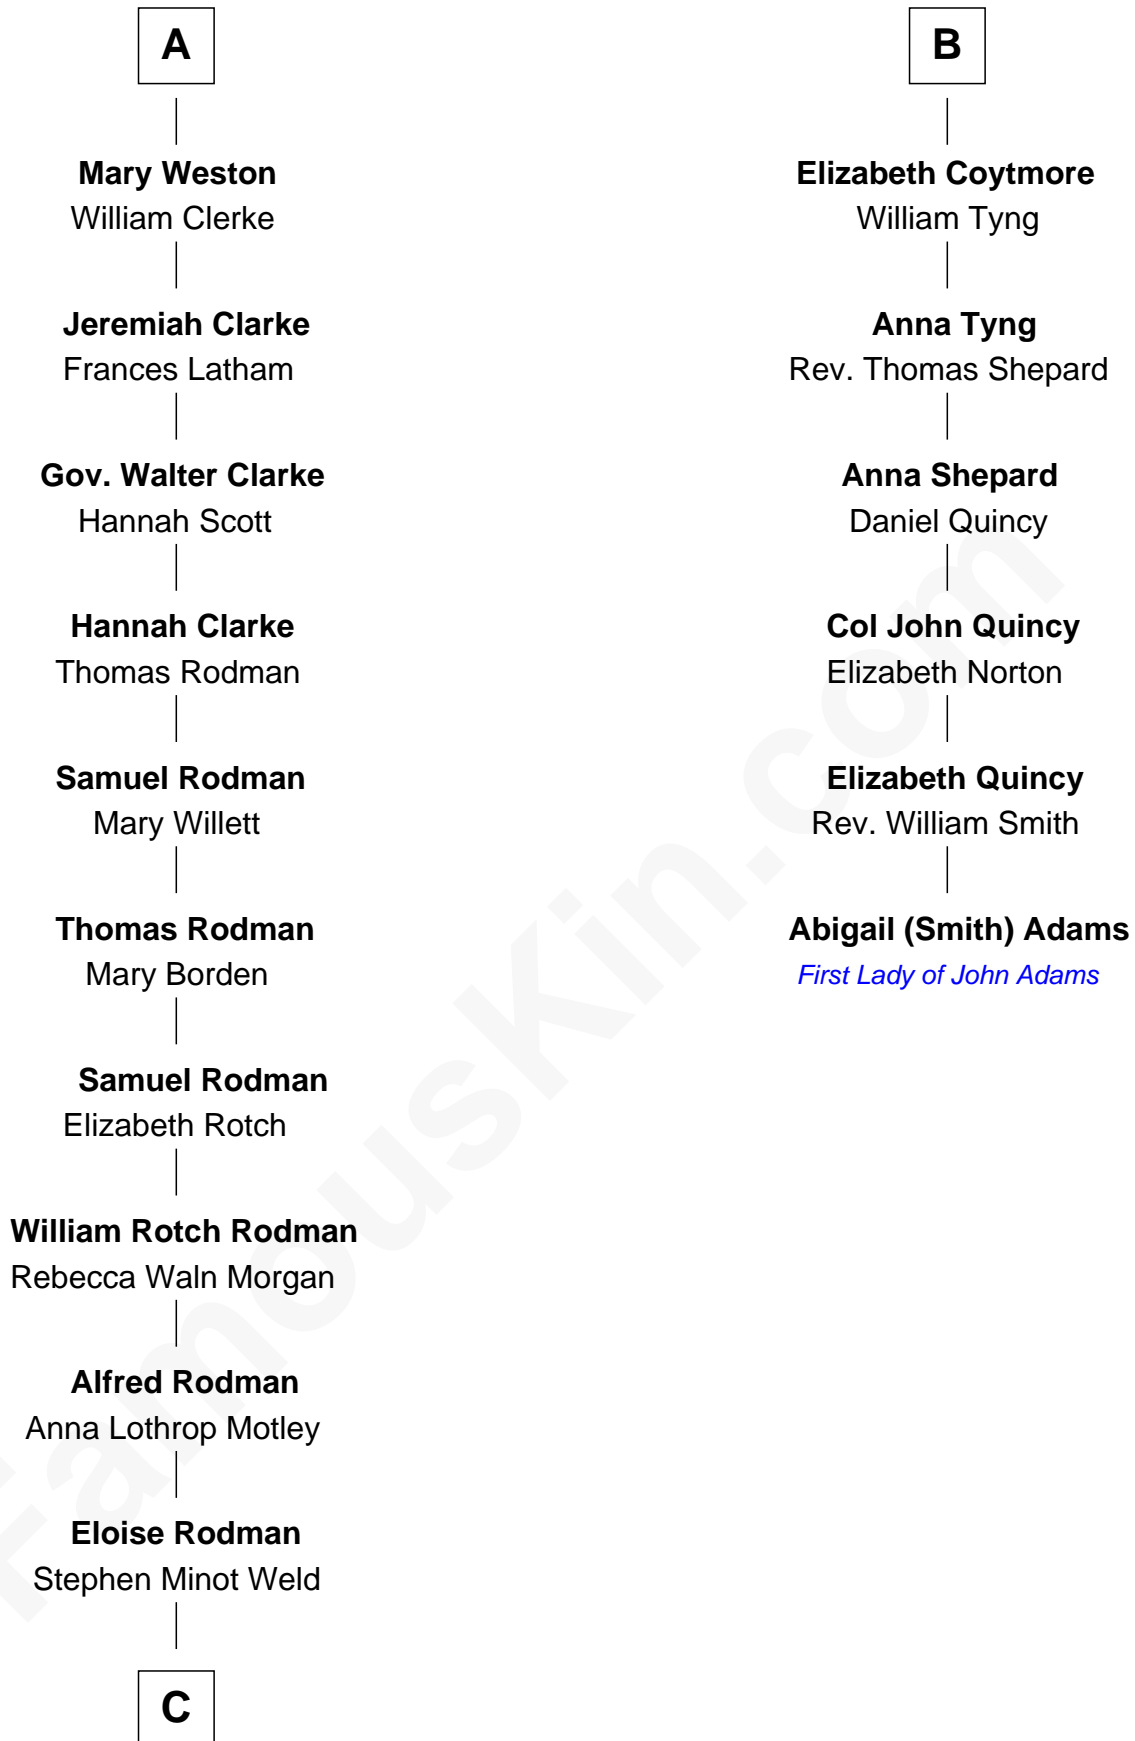 A
Mary Weston
William Clerke
Jeremiah Clarke
Frances Latham
Gov. Walter Clarke
Hannah Scott
Hannah Clarke
Thomas Rodman
Samuel Rodman
Mary Willett
Thomas Rodman
Mary Borden
Samuel Rodman
Elizabeth Rotch
William Rotch Rodman
Rebecca Waln Morgan
Alfred Rodman
Anna Lothrop Motley
Eloise Rodman
Stephen Minot Weld
C
B
Elizabeth Coytmore
William Tyng
Anna Tyng
Rev. Thomas Shepard
Anna Shepard
Daniel Quincy
Col John Quincy
Elizabeth Norton
Elizabeth Quincy
Rev. William Smith
Abigail (Smith) Adams
First Lady of John Adams
FamousKin.com